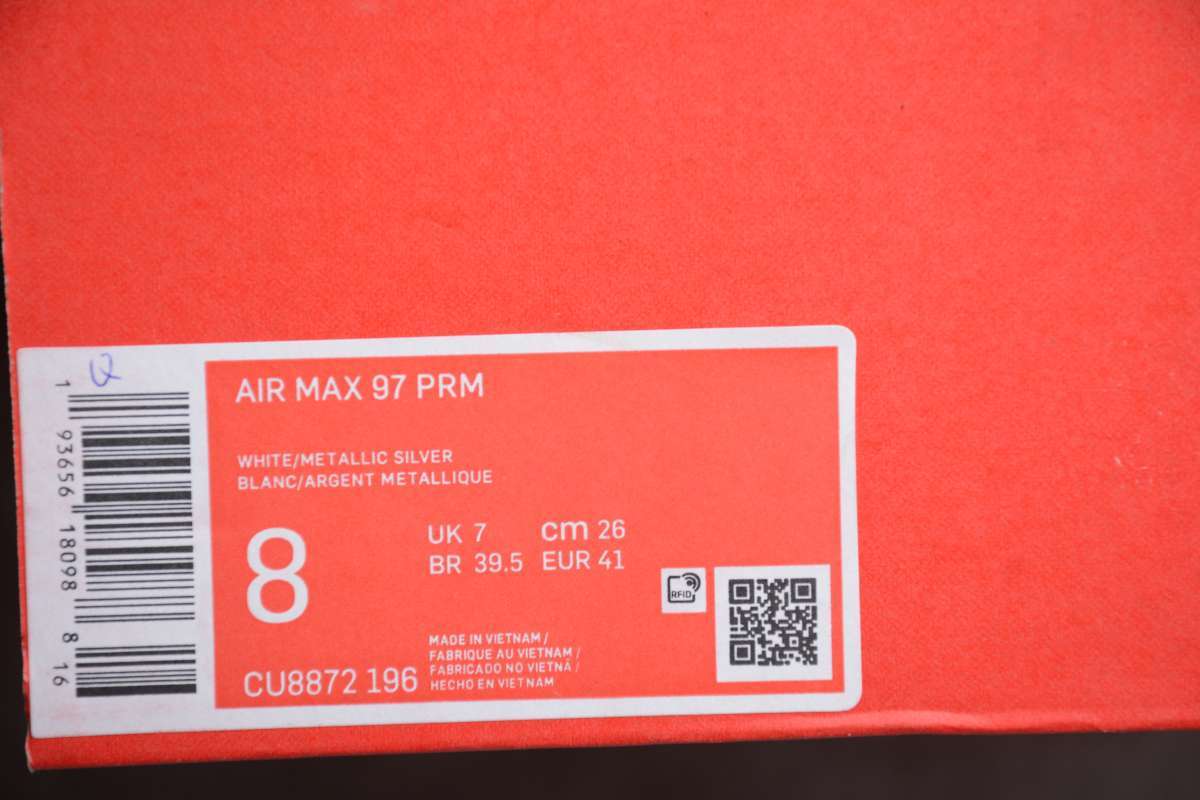 AIR MAX 97 PRM
WHITE/METALLIC SILVER
BLANC/ARGENT METALLIQUE
8
UK 7 cm 26
BR 39.5 EUR 41
RFID
MADE IN VIETNAM /
FABRIQUE AU VIETNAM /
FABRICADO NO VIETNÃ /
HECHO EN VIETNAM
CU8872 196
1 93656 18098 8 16